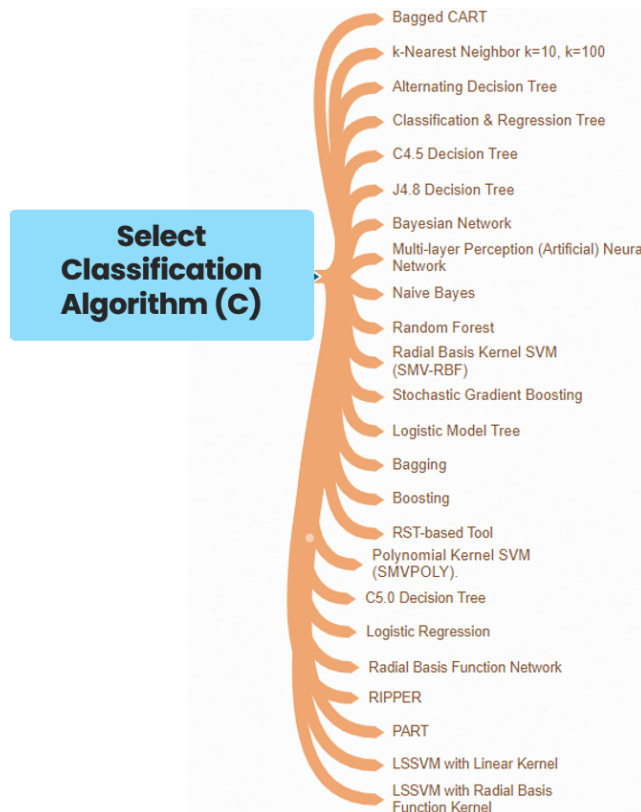 Bagged CART
k-Nearest Neighbor k=10, k=100
Alternating Decision Tree
Classification & Regression Tree
C4.5 Decision Tree
J4.8 Decision Tree
Select
Classification
Algorithm (C)
Bayesian Network
Multi-layer Perception (Artificial) Neura
Network
Naive Bayes
Random Forest
Radial Basis Kernel SVM
(SMV-RBF)
Stochastic Gradient Boosting
Logistic Model Tree
Bagging
Boosting
RST-based Tool
Polynomial Kernel SVM
(SMVPOLY).
C5.0 Decision Tree
Logistic Regression
Radial Basis Function Network
RIPPER
PART
LSSVM with Linear Kernel
LSSVM with Radial Basis
Function Kernel